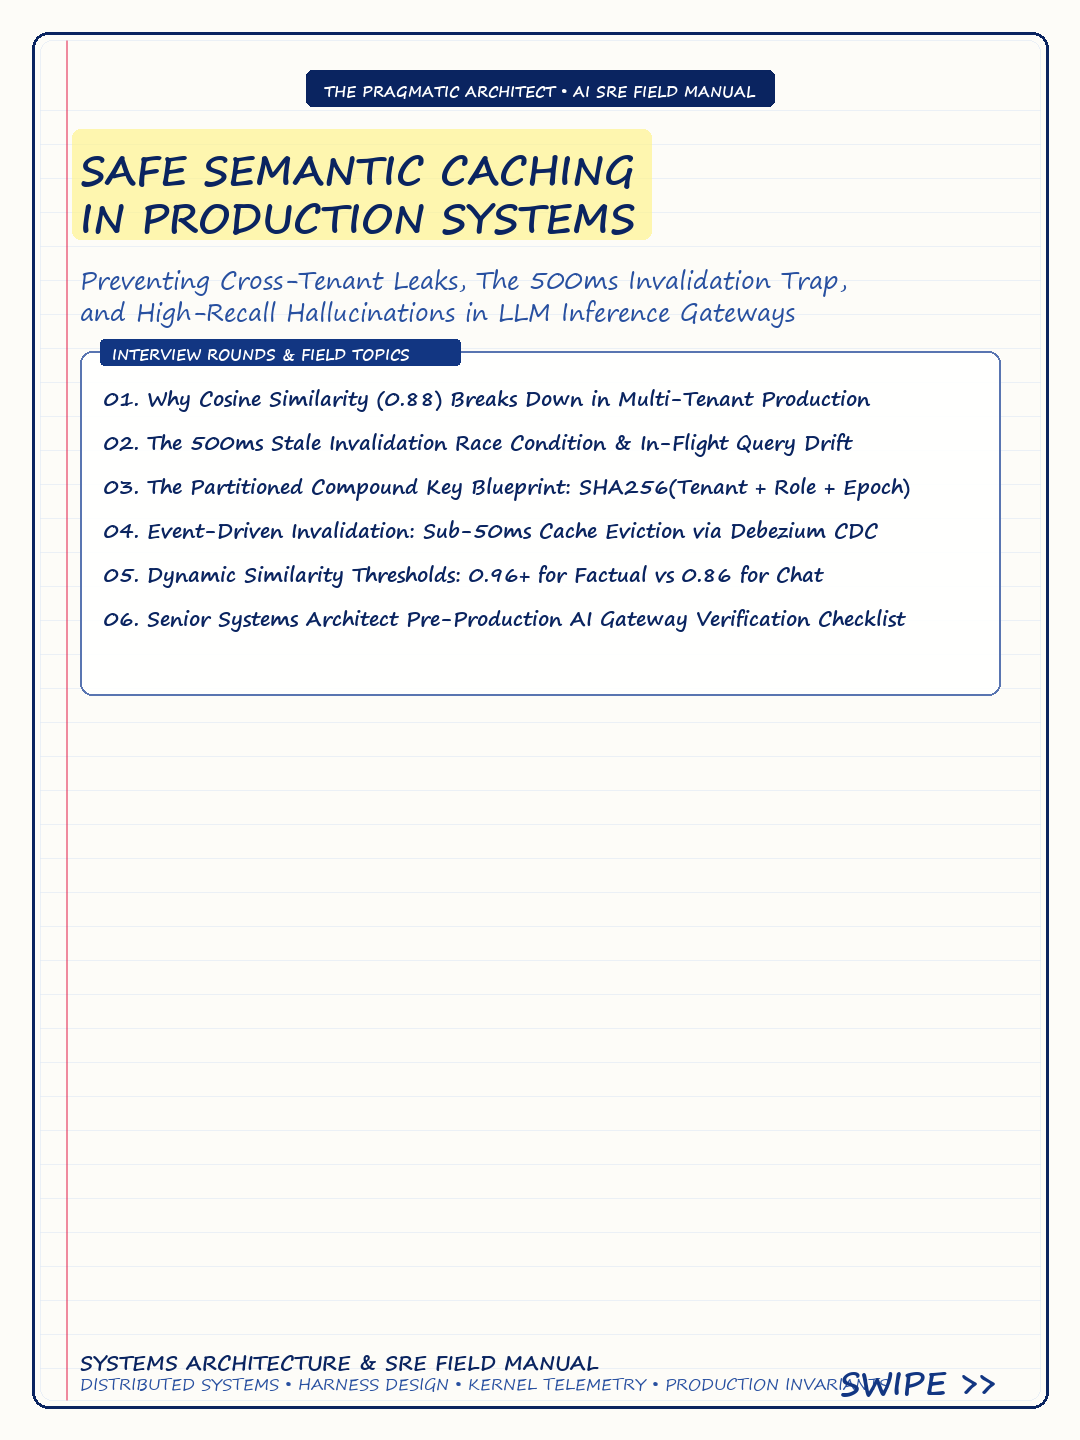 THE PRAGMATIC ARCHITECT • AI SRE FIELD MANUAL
SAFE SEMANTIC CACHING
IN PRODUCTION SYSTEMS
Preventing Cross-Tenant Leaks, The 500ms Invalidation Trap,
and High-Recall Hallucinations in LLM Inference Gateways
INTERVIEW ROUNDS & FIELD TOPICS
01. Why Cosine Similarity (0.88) Breaks Down in Multi-Tenant Production
02. The 500ms Stale Invalidation Race Condition & In-Flight Query Drift
03. The Partitioned Compound Key Blueprint: SHA256(Tenant + Role + Epoch)
04. Event-Driven Invalidation: Sub-50ms Cache Eviction via Debezium CDC
05. Dynamic Similarity Thresholds: 0.96+ for Factual vs 0.86 for Chat
06. Senior Systems Architect Pre-Production AI Gateway Verification Checklist
SYSTEMS ARCHITECTURE & SRE FIELD MANUAL
DISTRIBUTED SYSTEMS • HARNESS DESIGN • KERNEL TELEMETRY • PRODUCTION INVARIANTS
SWIPE >>